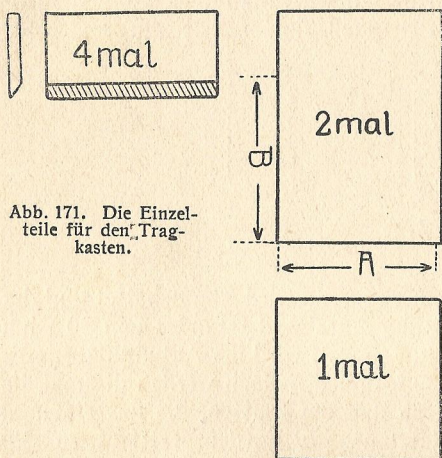 4mal
2mal
B
Abb. 171. Die Einzel-
teile für den Trag-
kasten.
A
1mal